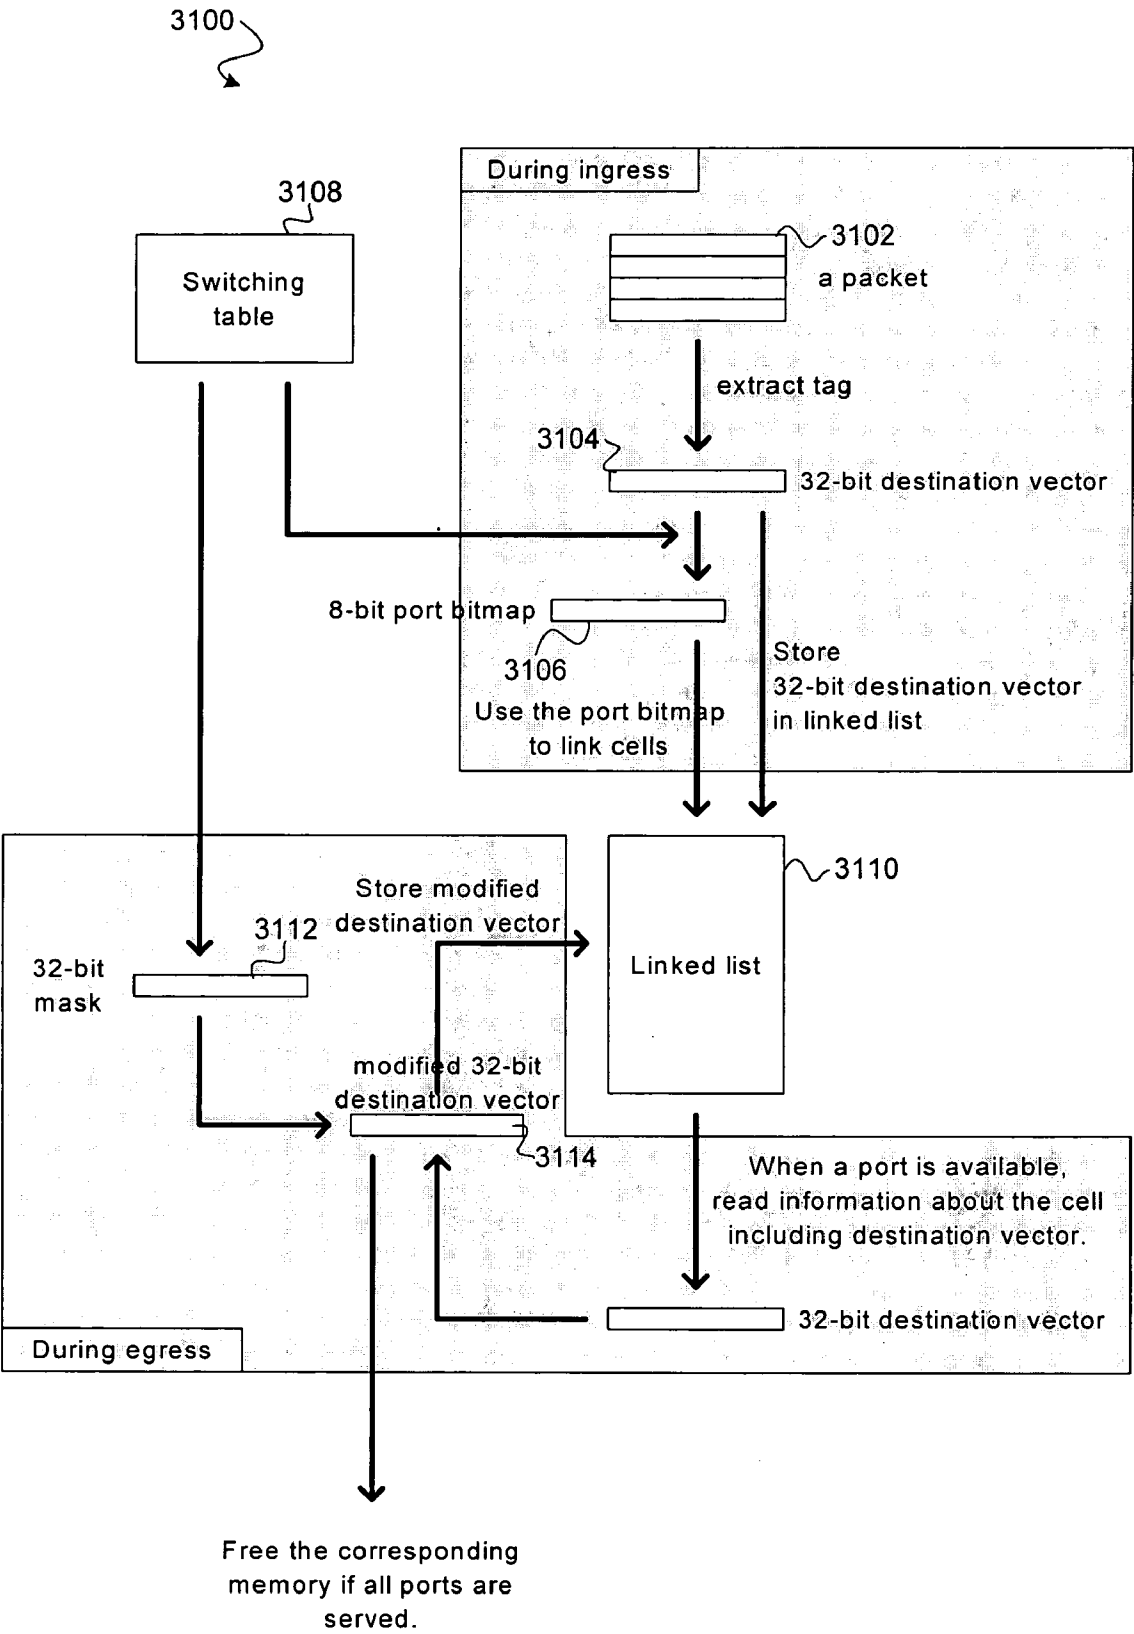 3100
During ingress
3108
3102
a packet
Switching
table
extract tag
3104
32-bit destination vector
8-bit port bitmap
3106
Store
32-bit destination vector
in linked list
Use the port bitmap
to link cells
3110
Store modified
destination vector
3112
32-bit
mask
Linked list
modified 32-bit
destination vector
3114
When a port is available,
read information about the cell
including destination vector.
32-bit destination vector
During egress
Free the corresponding
memory if all ports are
served.